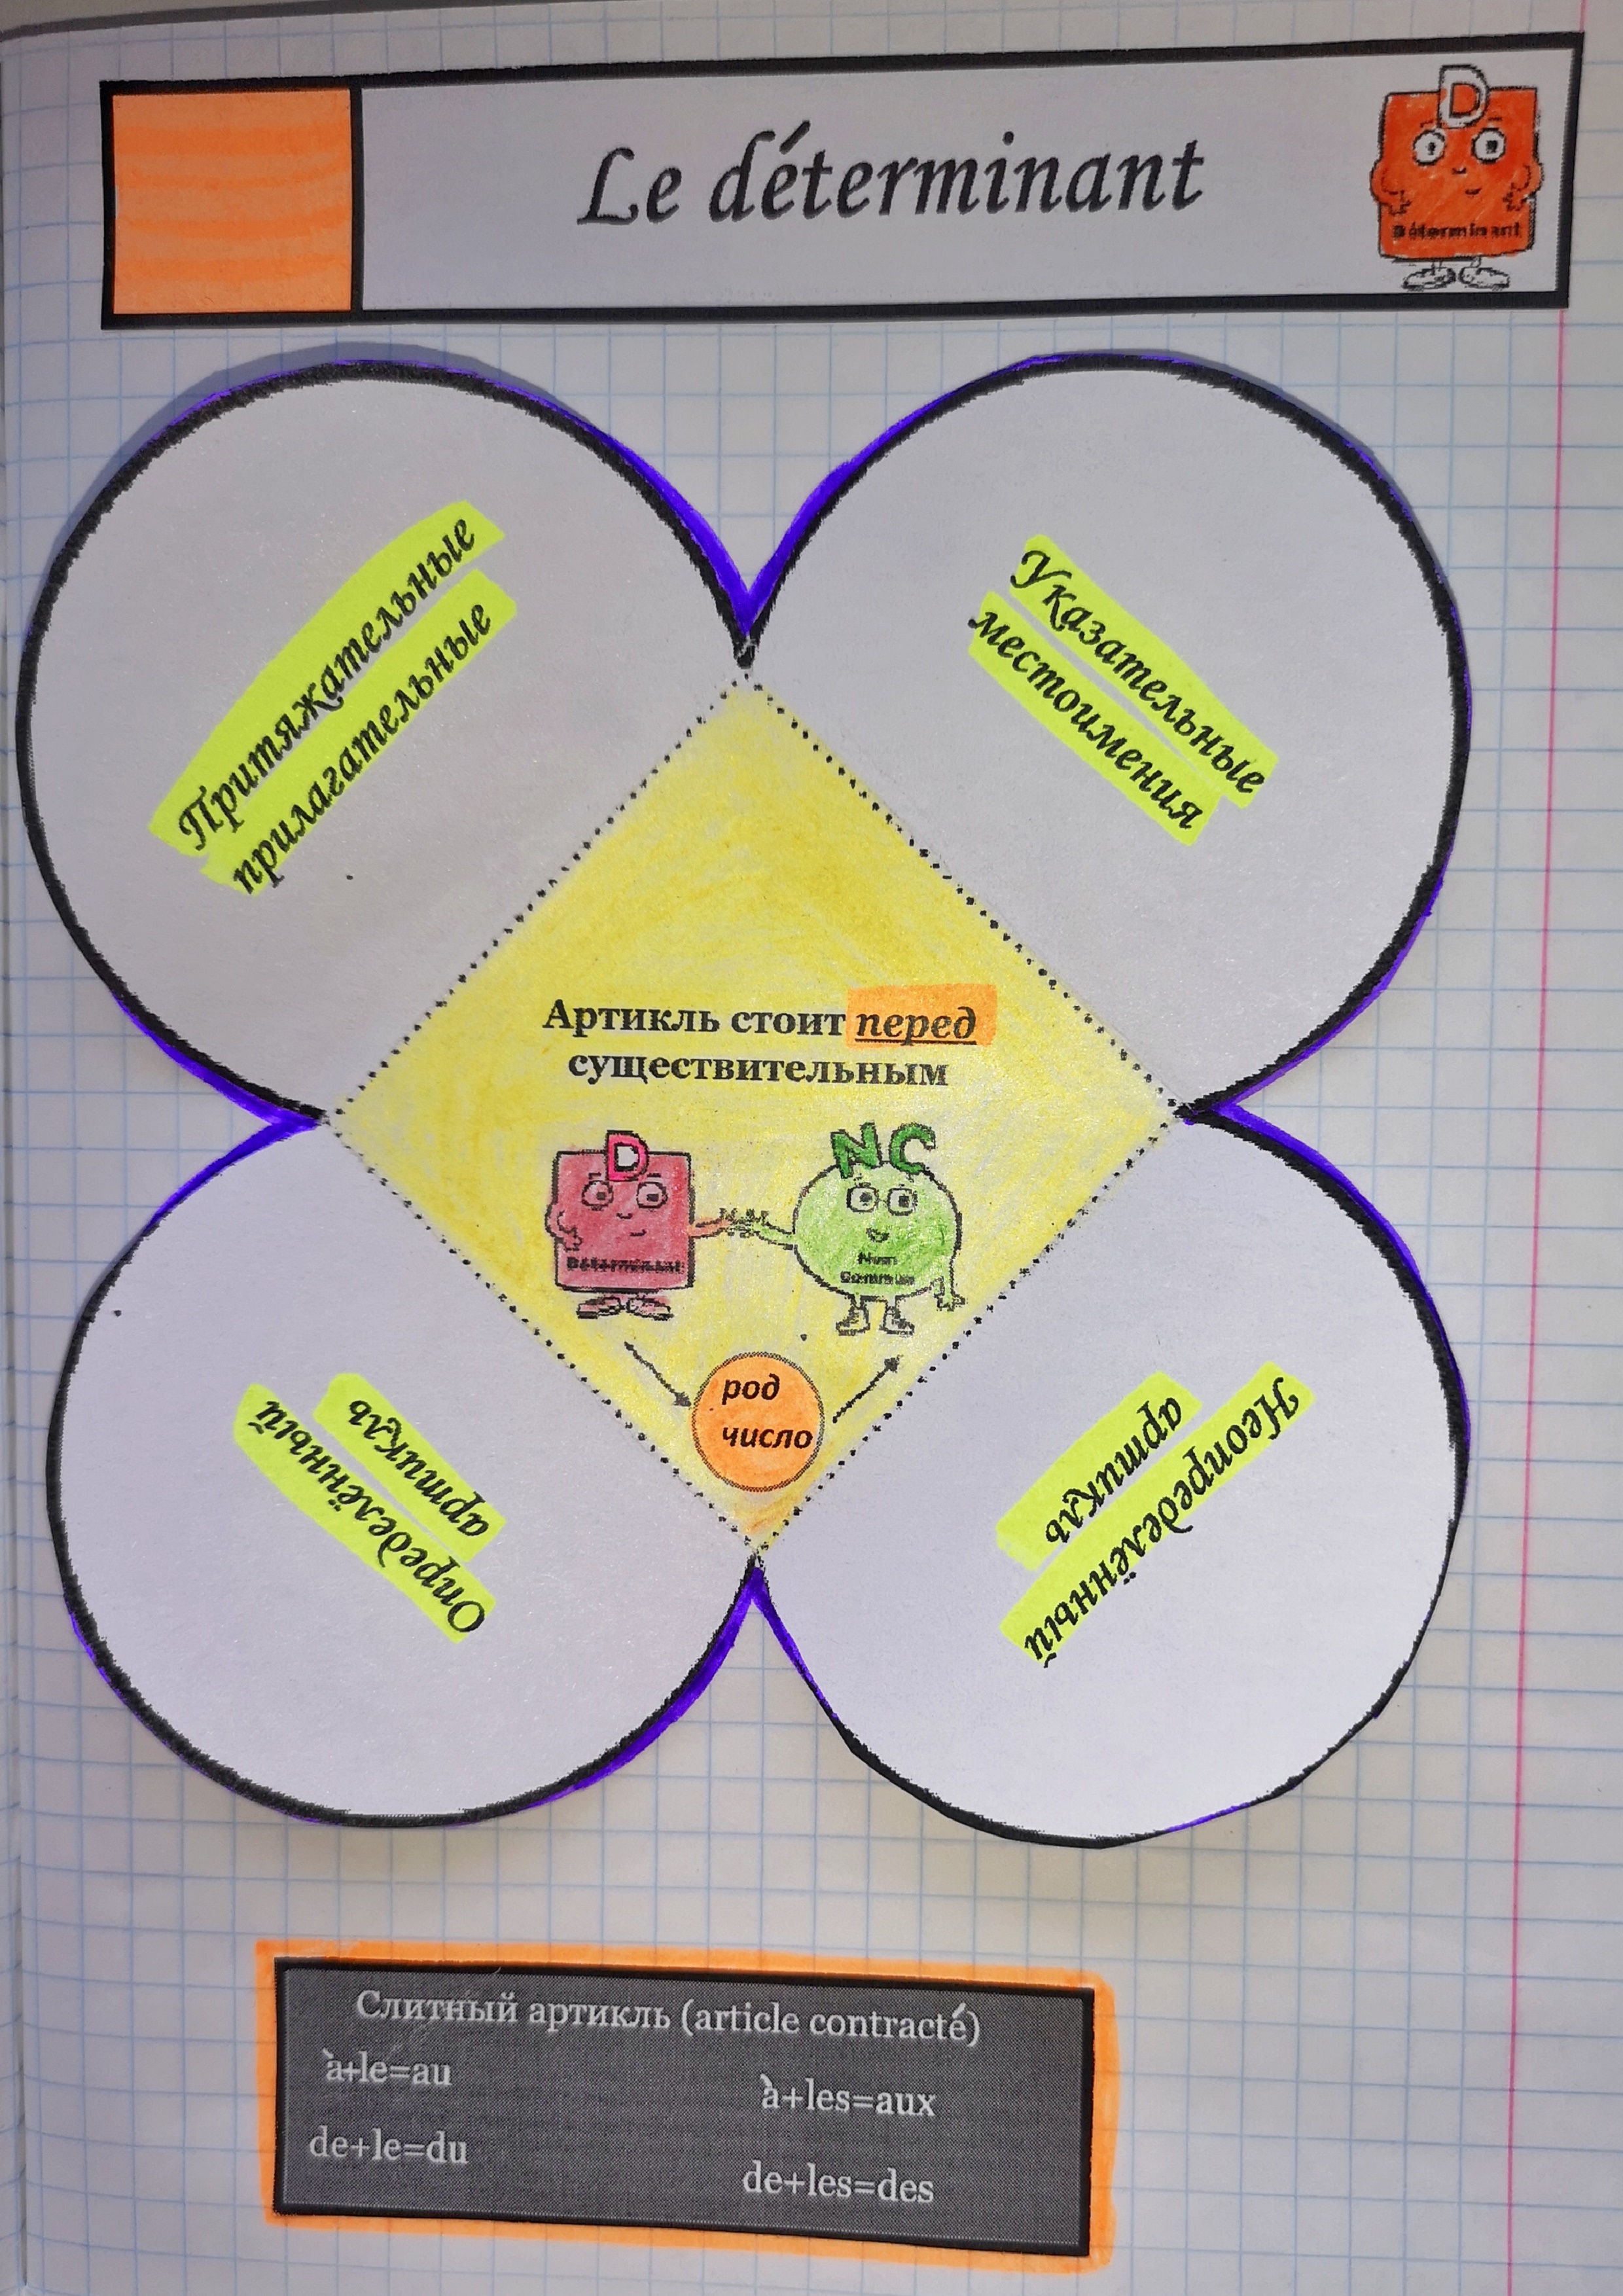 Le déterminant
D
Déterminant
Притяжательные
прилагательные
Указательные
местоимения
Артикль стоит перед
существительным
D
NC
Determinant
Nom
Commun
род
число
Определённый
артикль
Неопределённый
артикль
Слитный артикль (article contracté)
à+le=au
à+les=aux
de+le=du
de+les=des